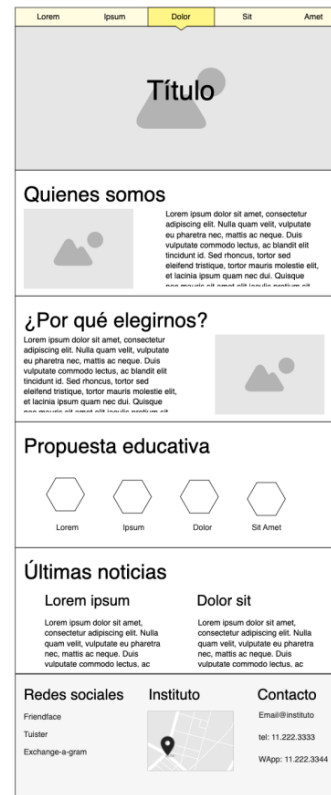 Lorem Ipsum Dolor Sit Amet
Título
Quienes somos
Lorem ipsum dolor sit amet, consectetur
adipiscing elit. Nulla quam velit, vulputate
eu pharetra nec, mattis ac neque. Duis
vulputate commodo lectus, ac blandit elit
tincidunt id. Sed rhoncus, tortor sed
eleifend tristique, tortor mauris molestie elit,
et lacinia ipsum quam nec dui. Quisque
¿Por qué elegirnos?
Lorem ipsum dolor sit amet, consectetur
adipiscing elit. Nulla quam velit, vulputate
eu pharetra nec, mattis ac neque. Duis
vulputate commodo lectus, ac blandit elit
tincidunt id. Sed rhoncus, tortor sed
eleifend tristique, tortor mauris molestie elit,
et lacinia ipsum quam nec dui. Quisque
Propuesta educativa
Lorem Ipsum Dolor Sit Amet
Últimas noticias
Lorem ipsum
Lorem ipsum dolor sit amet,
consectetur adipiscing elit. Nulla
quam velit, vulputate eu pharetra
nec, mattis ac neque. Duis
vulputate commodo lectus, ac
Dolor sit
Lorem ipsum dolor sit amet,
consectetur adipiscing elit. Nulla
quam velit, vulputate eu pharetra
nec, mattis ac neque. Duis
vulputate commodo lectus, ac
Redes sociales
Friendface
Tuister
Exchange-a-gram
Instituto
Contacto
Email@instituto
tel: 11.222.3333
WApp: 11.222.3344